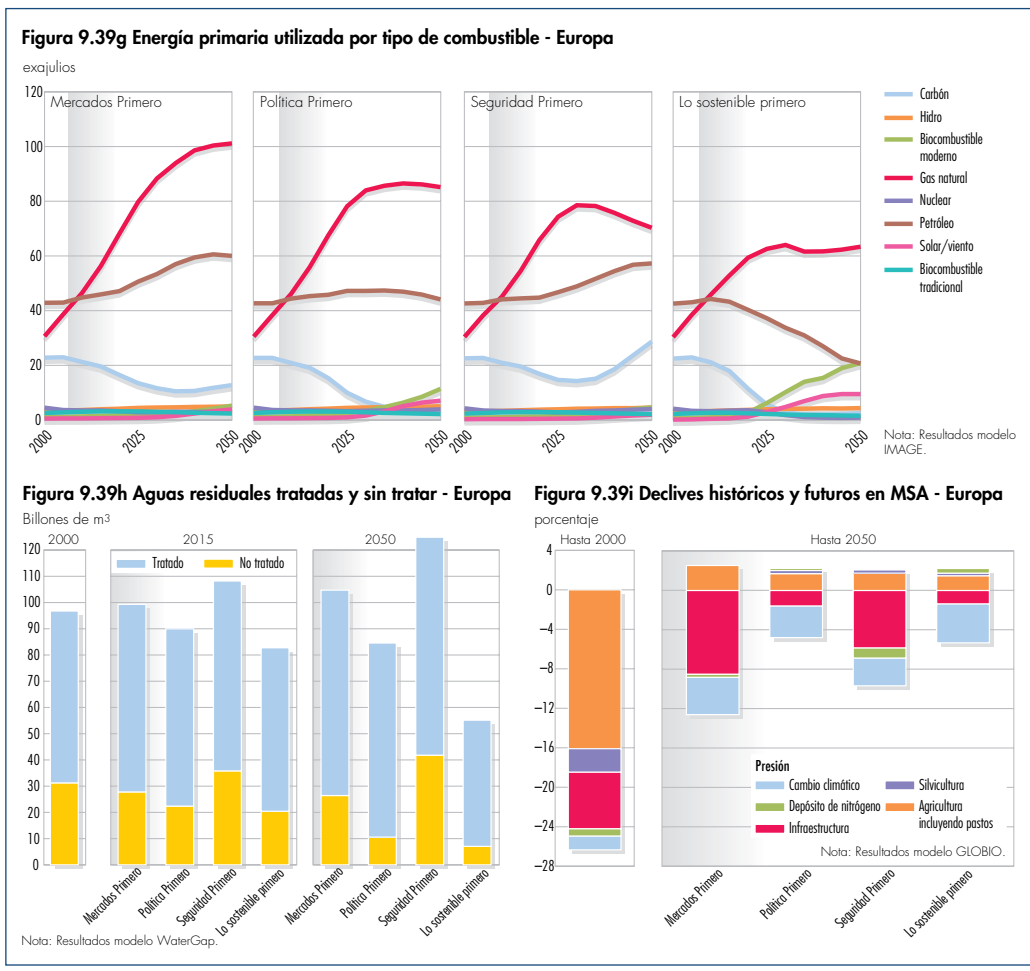 Figura 9.39g Energía primaria utilizada por tipo de combustible - Europa
exajulios
120
100
80
60
40
20
0
Mercados Primero
Política Primero
Seguridad Primero
Lo sostenible primero
2000
2025
2050
2000
2025
2050
2000
2025
2050
2000
2025
2050
Carbón
Hidro
Biocombustible
moderno
Gas natural
Nuclear
Petróleo
Solar/viento
Biocombustible
tradicional
Nota: Resultados modelo
IMAGE.
Figura 9.39h Aguas residuales tratadas y sin tratar - Europa
Billones de m3
2000
2015
2050
Tratado
No tratado
120
110
100
90
80
70
60
50
40
30
20
10
0
Mercados Primero
Política Primero
Seguridad Primero
Lo sostenible primero
Mercados Primero
Política Primero
Seguridad Primero
Lo sostenible primero
Nota: Resultados modelo WaterGap.
Figura 9.39i Declives históricos y futuros en MSA - Europa
porcentaje
Hasta 2000
Hasta 2050
4
0
−4
−8
−12
−16
−20
−24
−28
Presión
Cambio climático
Depósito de nitrógeno
Infraestructura
Silvicultura
Agricultura
incluyendo pastos
Nota: Resultados modelo GLOBIO.
Mercados Primero
Política Primero
Seguridad Primero
Lo sostenible primero